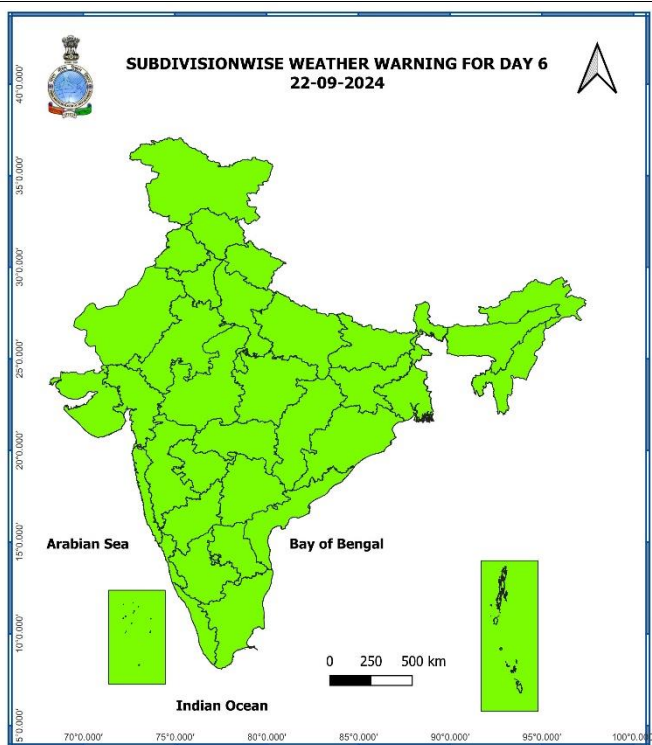 SUBDIVISIONWISE WEATHER WARNING FOR DAY 6
22-09-2024
40°0.000'
35°0.000'
30°0.000'
25°0.000'
20°0.000'
15°0.000'
10°0.000'
5°0.000'
Arabian Sea
Bay of Bengal
0 250 500 km
Indian Ocean
70°0.000' 75°0.000' 80°0.000' 85°0.000' 90°0.000' 95°0.000' 100°0.000'